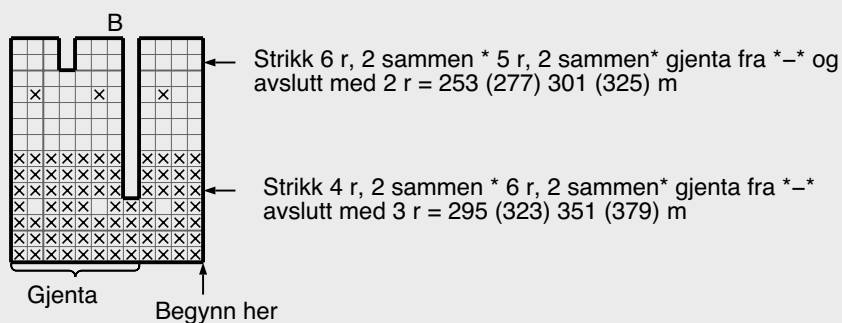 B
Strikk 6 r, 2 sammen * 5 r, 2 sammen* gjenta fra *–* og
avslutt med 2 r = 253 (277) 301 (325) m
Strikk 4 r, 2 sammen * 6 r, 2 sammen* gjenta fra *–*
avslutt med 3 r = 295 (323) 351 (379) m
Gjenta
Begynn her